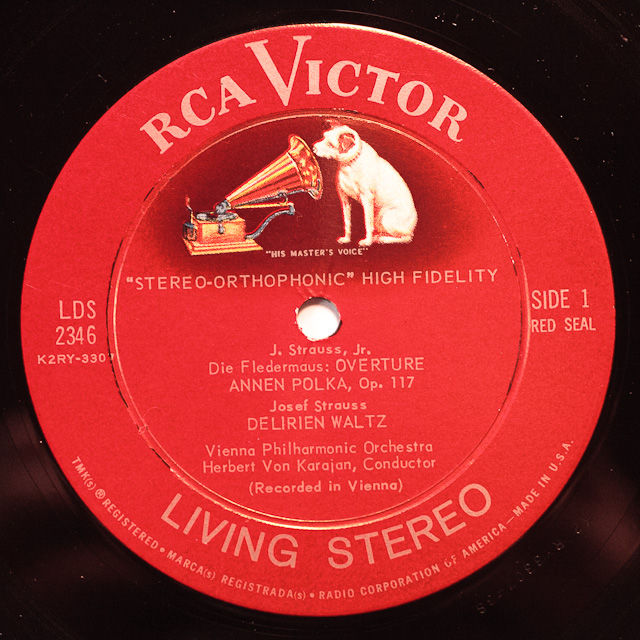 RCA VICTOR
"HIS MASTER'S VOICE"
"STEREO-ORTHOPHONIC" HIGH FIDELITY
LDS
2346
K2RY-3307
SIDE 1
RED SEAL
J. Strauss, Jr.
Die Fledermaus: OVERTURE
ANNEN POLKA, Op. 117
Josef Strauss
DELIRIEN WALTZ
Vienna Philharmonic Orchestra
Herbert Von Karajan, Conductor
(Recorded in Vienna)
LIVING STEREO
TMK(s) ® REGISTERED • MARCA(s) REGISTRADA(s) • RADIO CORPORATION OF AMERICA—MADE IN U.S.A.